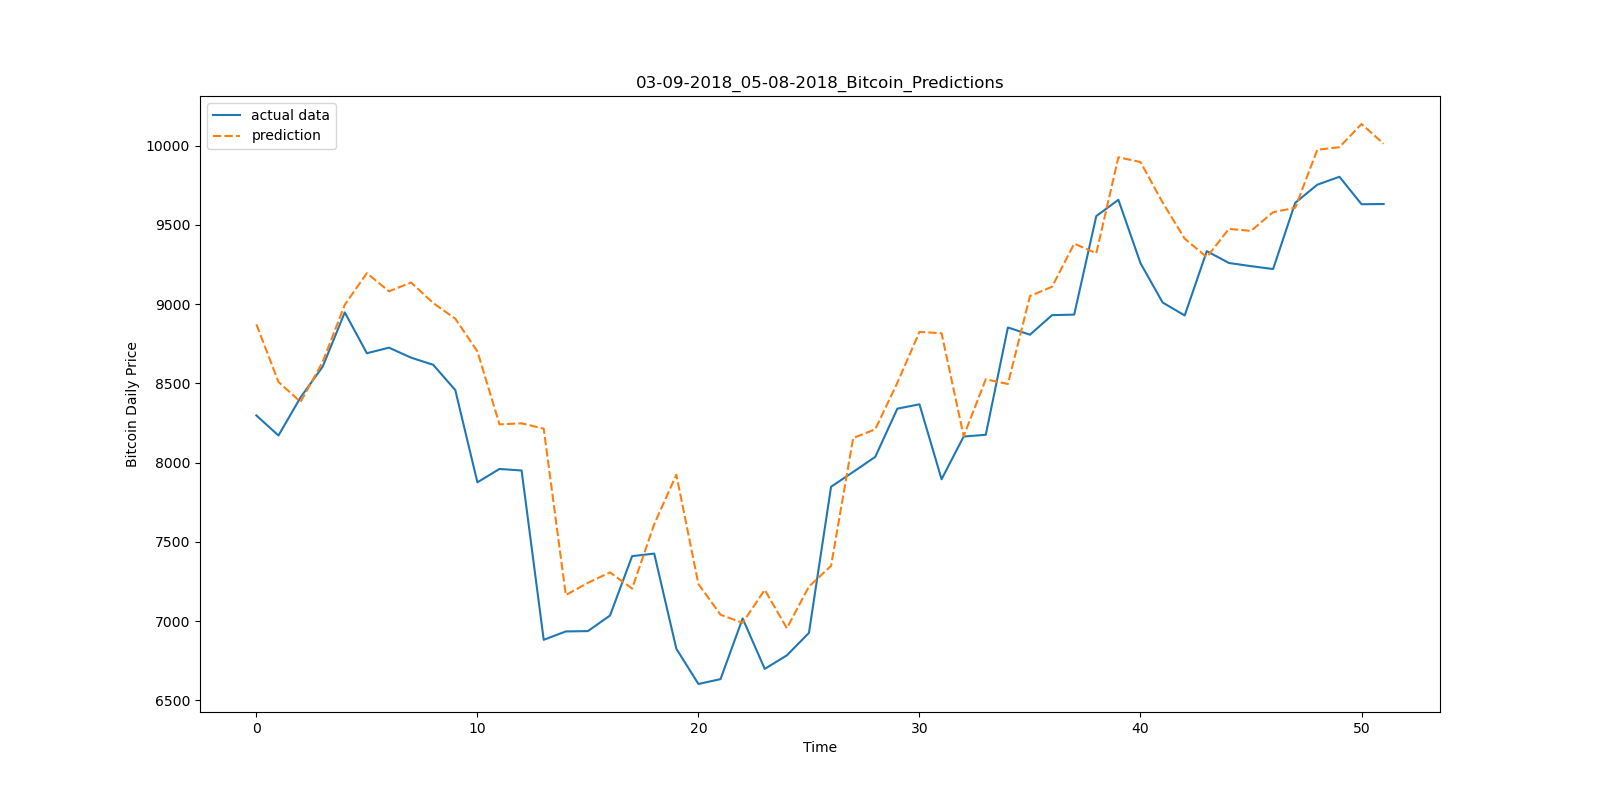 03-09-2018_05-08-2018_Bitcoin_Predictions
actual data
prediction
10000
9500
9000
8500
8000
7500
7000
6500
Bitcoin Daily Price
0 10 20 30 40 50
Time